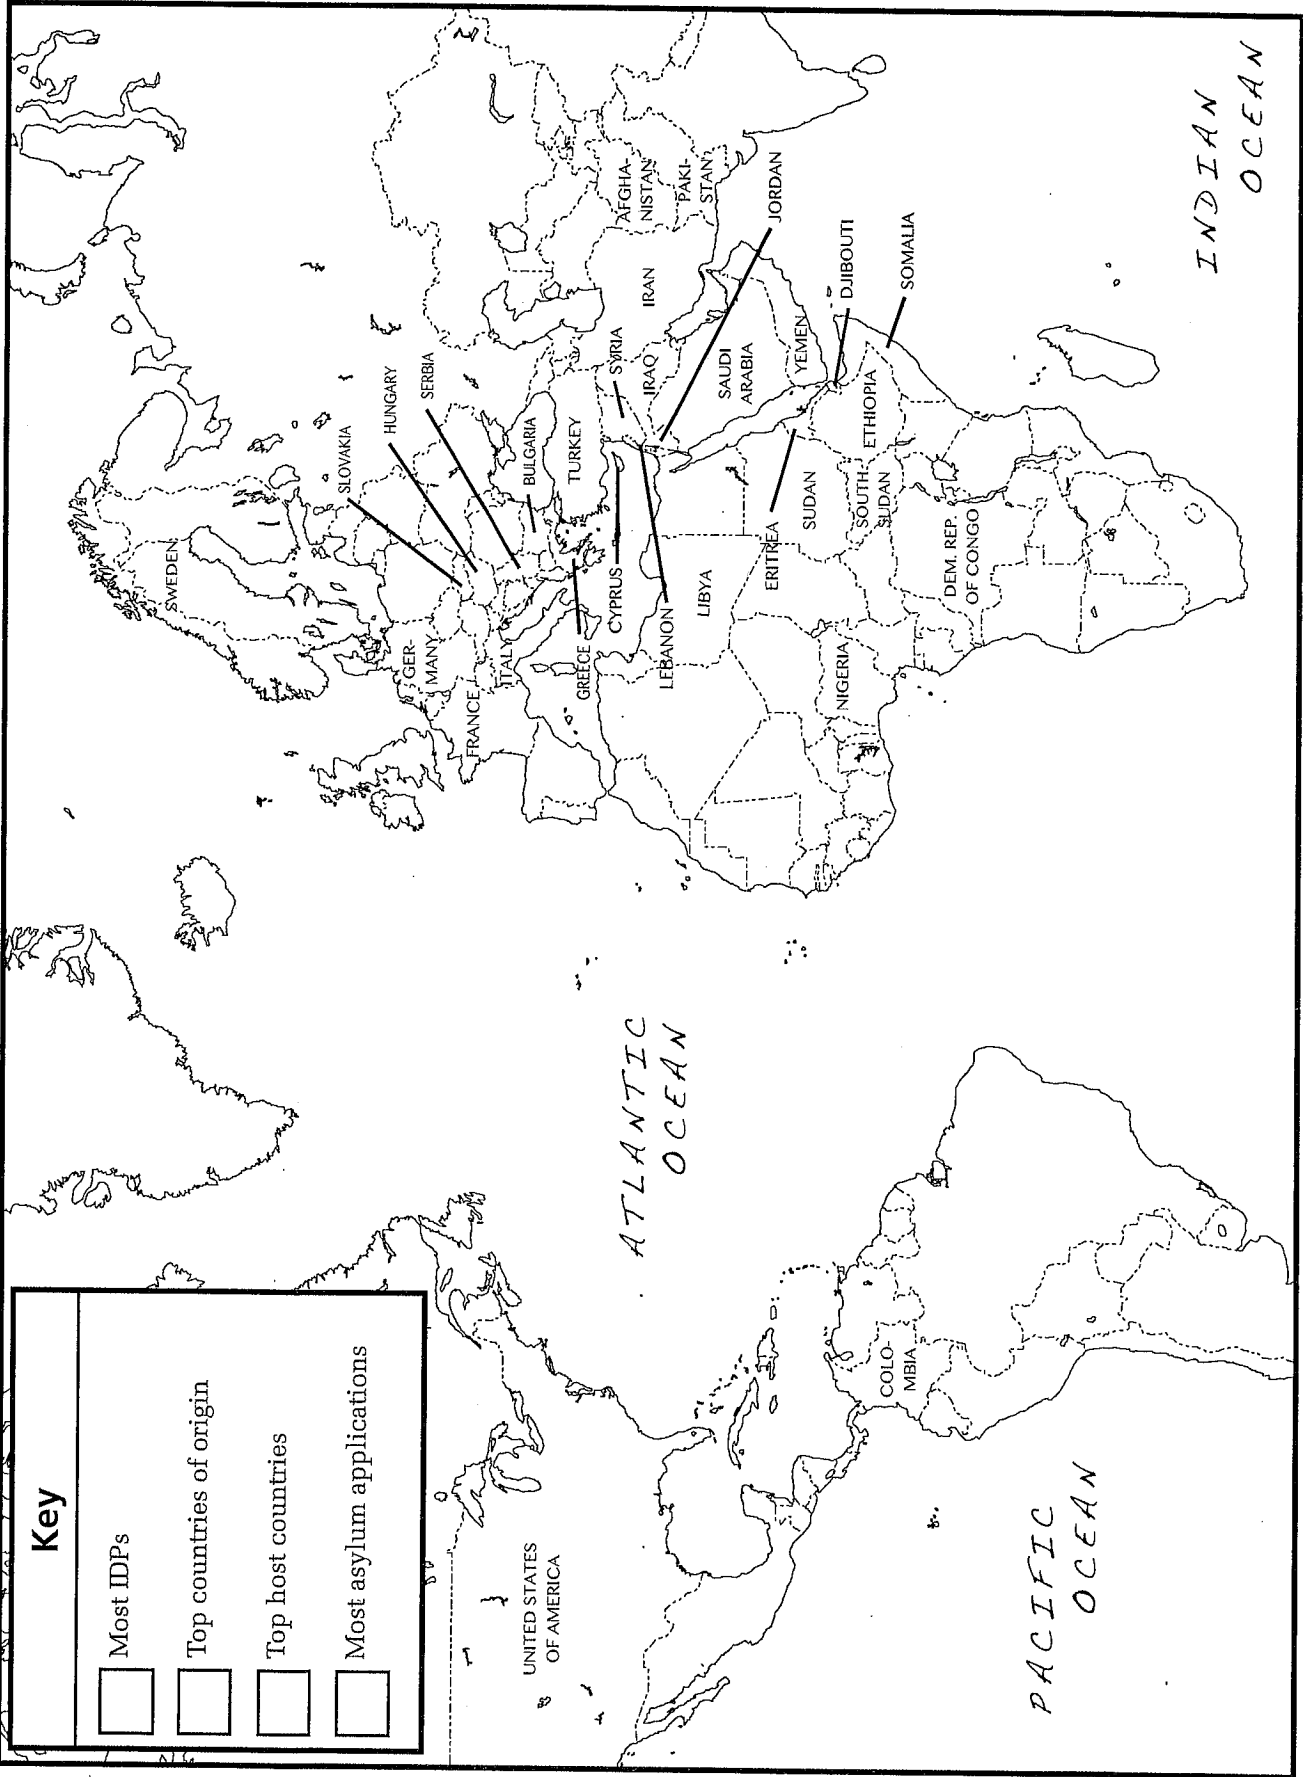 Key
Most IDPs
Top countries of origin
Top host countries
Most asylum applications
SWEDEN
SLOVAKIA
HUNGARY
SERBIA
GER-
MANY
FRANCE
ITALY
BULGARIA
TURKEY
GREECE
CYPRUS
SYRIA
LEBANON
IRAQ
IRAN
AFGHA-
NISTAN
PAKI-
STAN
JORDAN
SAUDI
ARABIA
YEMEN
DJIBOUTI
SOMALIA
LIBYA
ERITREA
SUDAN
SOUTH
SUDAN
ETHIOPIA
NIGERIA
DEM. REP.
OF CONGO
UNITED STATES
OF AMERICA
COLO-
MBIA
ATLANTIC
OCEAN
PACIFIC
OCEAN
INDIAN
OCEAN